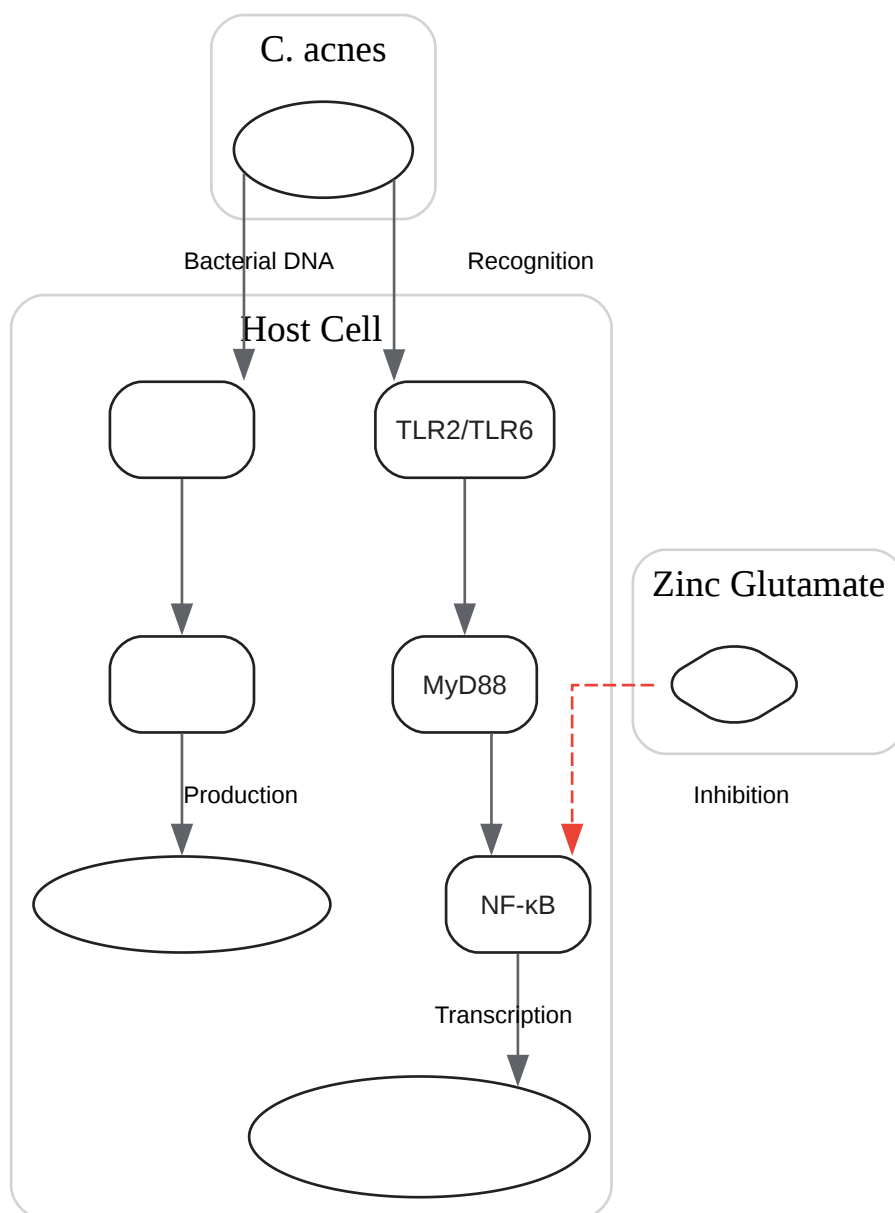 C. acnes
Bacterial DNA
Recognition
Host Cell
TLR2/TLR6
Zinc Glutamate
MyD88
Production
Inhibition
NF-κB
Transcription